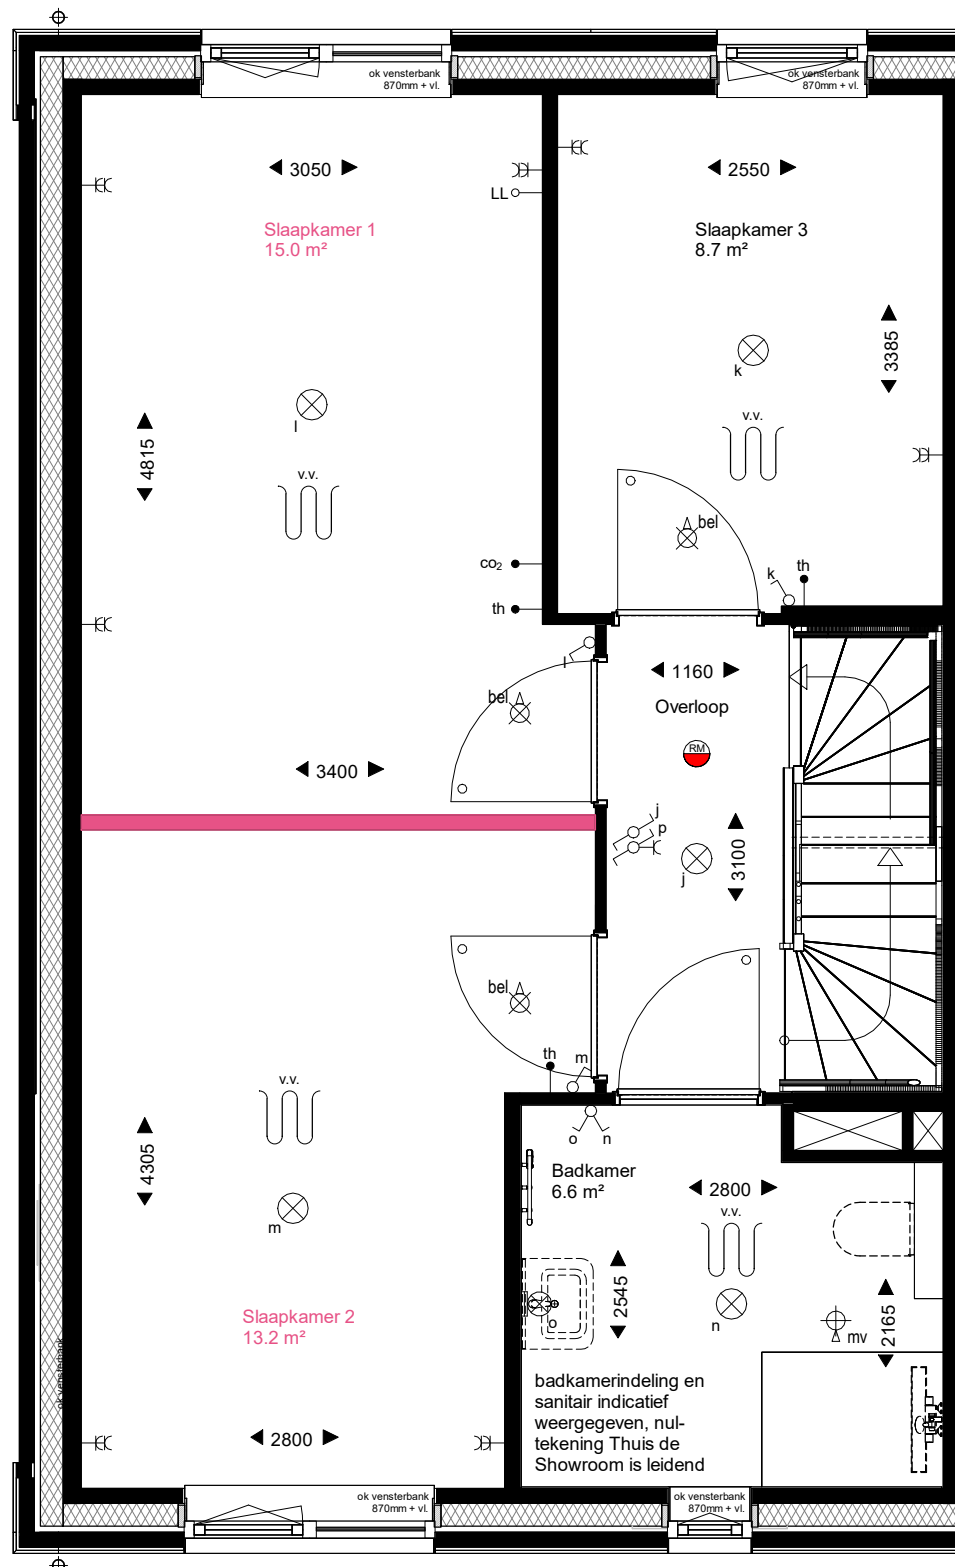 ok vensterbank
870mm + vl.
ok vensterbank
870mm + vl.
3050
2550
LL
Slaapkamer 1
15.0 m²
Slaapkamer 3
8.7 m²
3385
k
l
v.v.
4815
v.v.
bel
co₂
th
k
th
l
1160
bel
Overloop
RM
3400
j
p
3100
j
bel
th
m
v.v.
o
n
4305
Badkamer
6.6 m²
2800
v.v.
m
2545
o
n
mv
2165
Slaapkamer 2
13.2 m²
ok vensterbank
badkamerindeling en
sanitair indicatief
weergegeven, nul-
tekening Thuis de
Showroom is leidend
2800
ok vensterbank
870mm + vl.
ok vensterbank
870mm + vl.